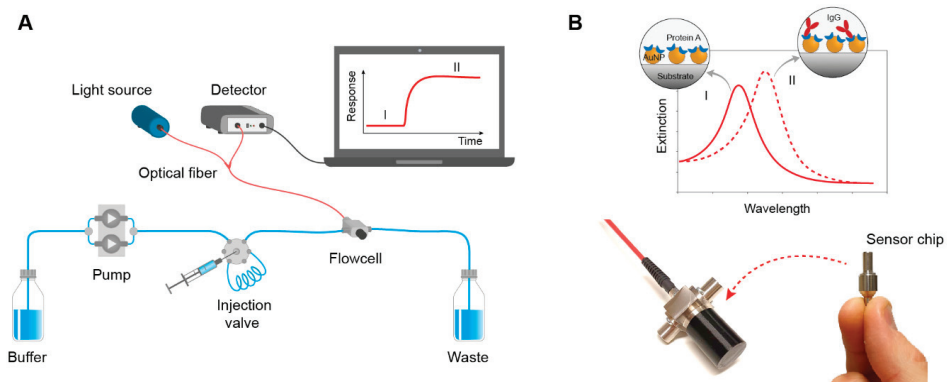 A
Light source
Detector
Optical fiber
Response
I
II
Time
Pump
Injection
valve
Flowcell
Buffer
Waste
B
Protein A
AuNP
Substrate
IgG
I
II
Extinction
Wavelength
Sensor chip